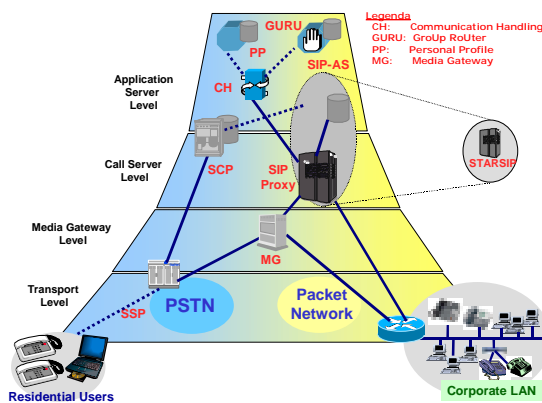 Legenda
CH: Communication Handling
GURU: GroUp RoUter
PP: Personal Profile
MG: Media Gateway
GURU
PP
SIP-AS
CH
Application
Server
Level
STARSIP
Call Server
Level
SCP
SIP
Proxy
Media Gateway
Level
MG
Transport
Level
SSP
PSTN
Packet
Network
Residential Users
Corporate LAN